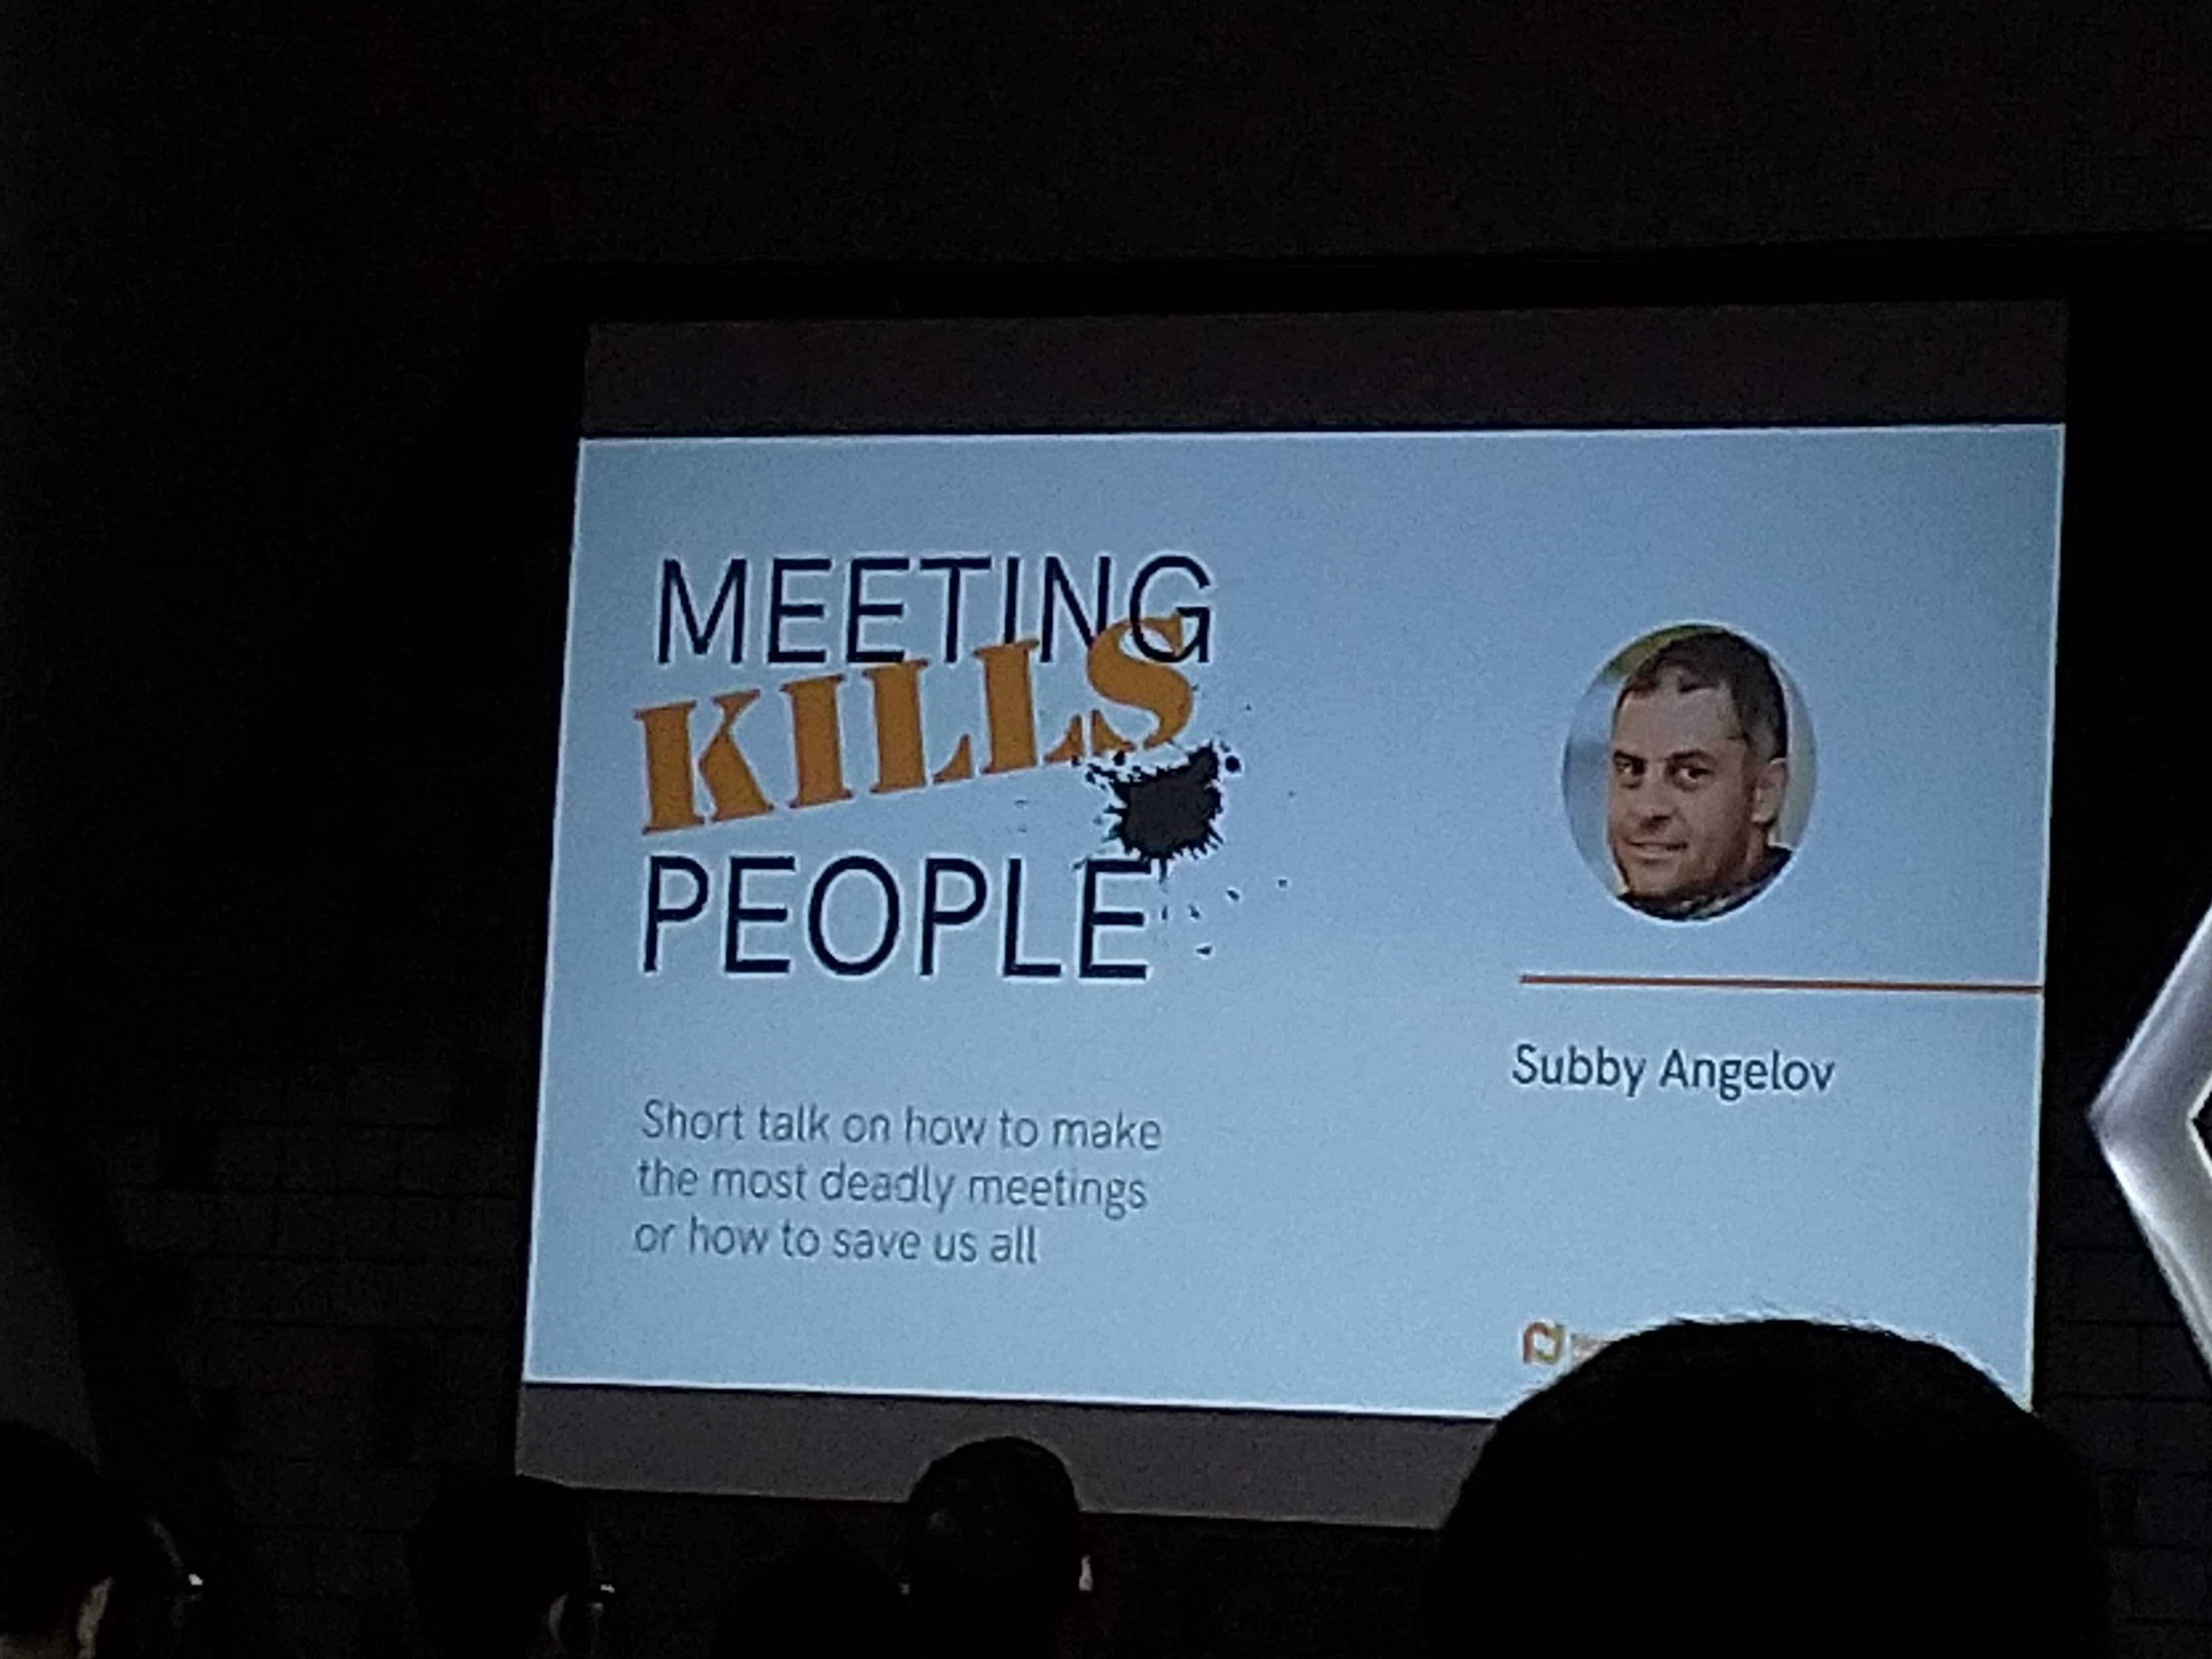 MEETING
KILLS
PEOPLE
Short talk on how to make
the most deadly meetings
or how to save us all
Subby Angelov